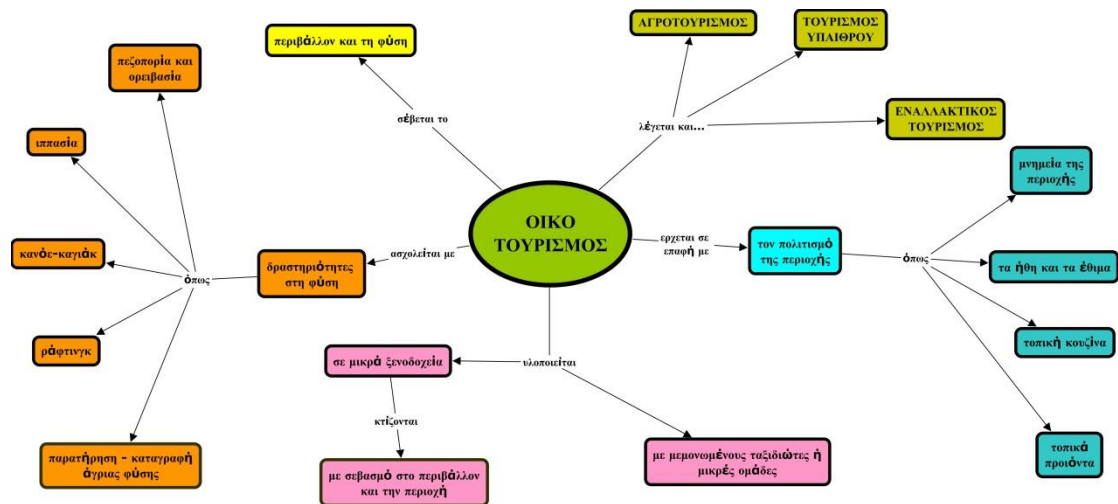 ΑΓΡΟΤΟΥΡΙΣΜΟΣ
ΤΟΥΡΙΣΜΟΣ
ΥΠΑΙΘΡΟΥ
περιβάλλον και τη φύση
πεζοπορία και
ορειβασία
σέβεται το
λέγεται και...
ΕΝΑΛΛΑΚΤΙΚΟΣ
ΤΟΥΡΙΣΜΟΣ
ιππασία
μνημεία της
περιοχής
ΟΙΚΟ
ΤΟΥΡΙΣΜΟΣ
ερχεται σε
επαφή με
τον πολιτισμό
της περιοχής
όπως
τα ήθη και τα έθιμα
κανόε-καγιάκ
όπως
δραστηριότητες
στη φύση
ασχολείται με
ράφτινγκ
σε μικρά ξενοδοχεία
υλοποιείται
τοπική κουζίνα
κτίζονται
παρατήρηση - καταγραφή
άγριας φύσης
με σεβασμό στο περιβάλλον
και την περιοχή
με μεμονωμένους ταξιδιώτες ή
μικρές ομάδες
τοπικά
προιόντα